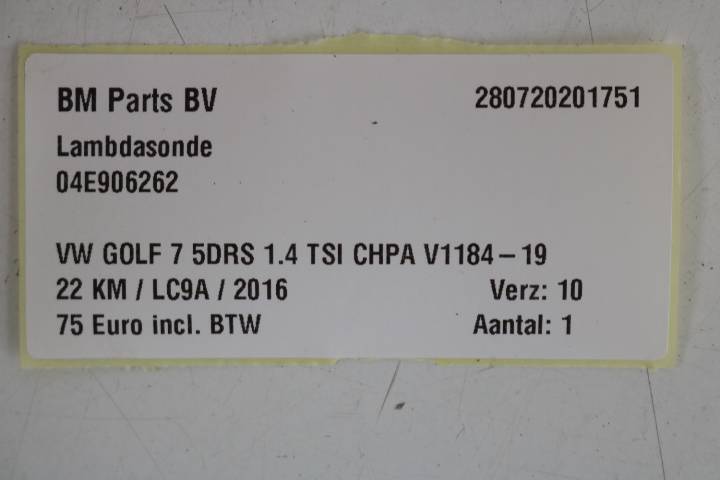 BM Parts BV 280720201751
Lambdasonde
04E906262
VW GOLF 7 5DRS 1.4 TSI CHPA V1184-19
22 KM / LC9A / 2016 Verz: 10
75 Euro incl. BTW Aantal: 1